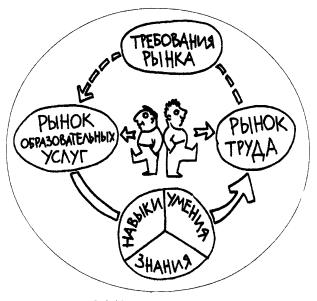 ТРЕБОВАНИЯ
РЫНКА
РЫНОК
ОБРАЗОВАТЕЛЬНЫХ
УСЛУГ
РЫНОК
ТРУДА
НАВЫКИ
УМЕНИЯ
ЗНАНИЯ